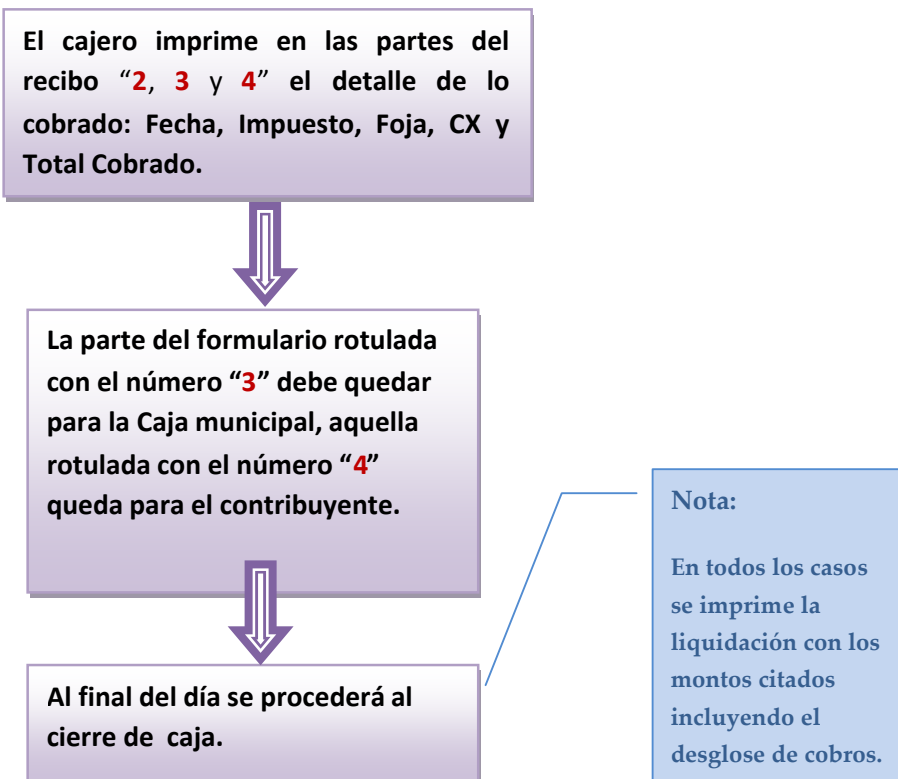 El cajero imprime en las partes del
recibo “2, 3 y 4” el detalle de lo
cobrado: Fecha, Impuesto, Foja, CX y
Total Cobrado.
La parte del formulario rotulada
con el número “3” debe quedar
para la Caja municipal, aquella
rotulada con el número “4”
queda para el contribuyente.
Al final del día se procederá al
cierre de caja.
Nota:
En todos los casos
se imprime la
liquidación con los
montos citados
incluyendo el
desglose de cobros.